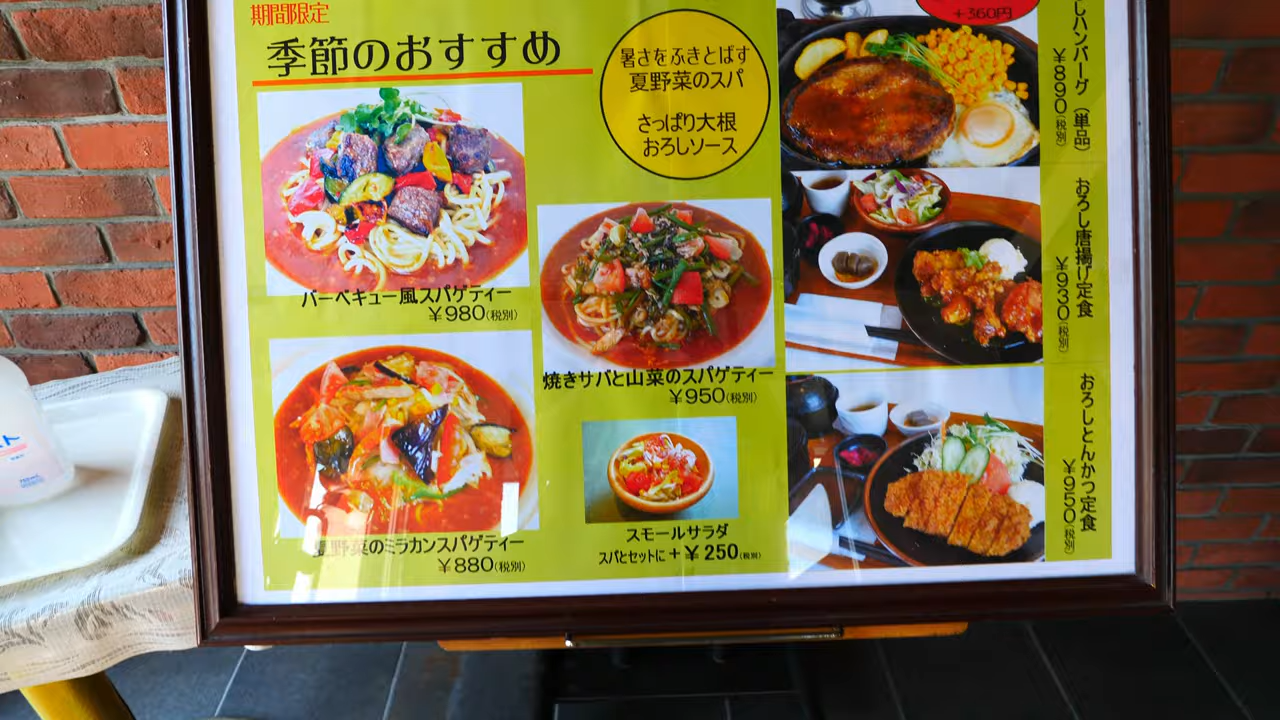 期間限定
季節のおすすめ
暑さをふきとばす
夏野菜のスパ
さっぱり大根
おろしソース
バーベキュー風スパゲティー
￥980(税別)
焼きサバと山菜のスパゲティー
￥950(税別)
夏野菜のミラカンスパゲティー
￥880(税別)
スモールサラダ
スパとセットに＋￥250(税別)
+360円
しハンバーグ（単品）
￥890(税別)
おろし唐揚げ定食
￥930(税別)
おろしとんかつ定食
￥950(税別)